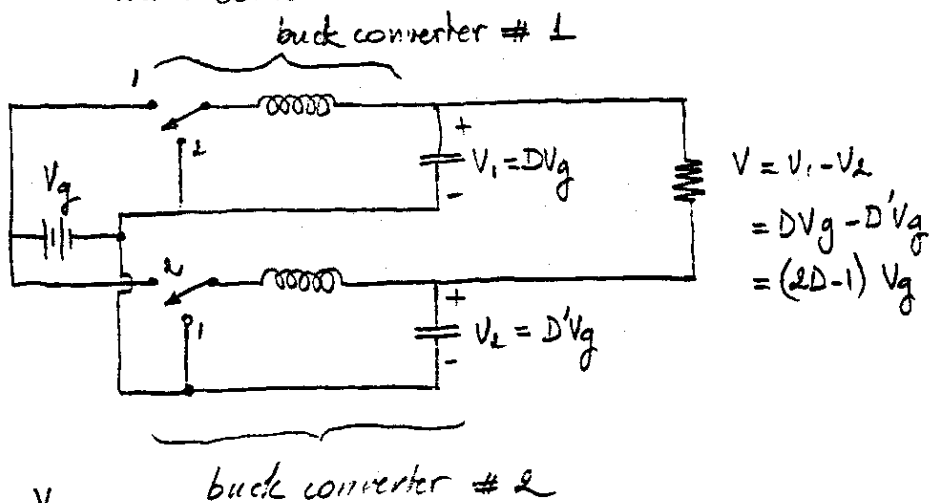 buck converter # 1
1
2
Vg
+
V₁ = DVg
-
V = V₁ - V₂
= DVg - D'Vg
= (2D-1) Vg
2
1
+
V₂ = D'Vg
-
buck converter # 2
V